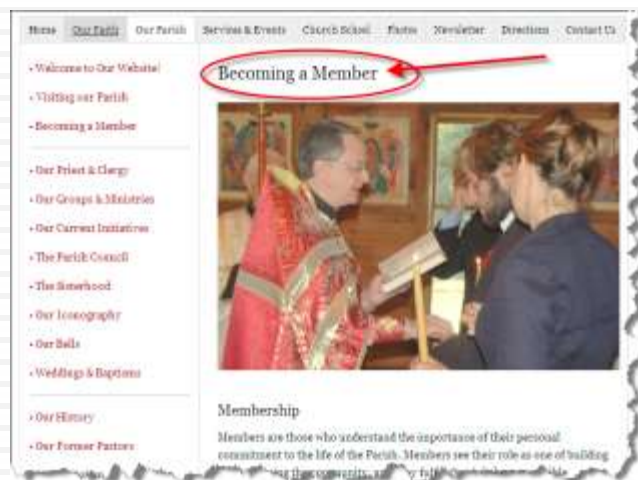 Home Our Faith Our Parish Services & Events Church School Photos Newsletter Directions Contact Us
• Welcome to Our Website!
• Visiting our Parish
• Becoming a Member
• Our Priest & Clergy
• Our Groups & Ministries
• Our Current Initiatives
• The Parish Council
• The Sisterhood
• Our Iconography
• Our Bells
• Weddings & Baptisms
• Our History
• Our Former Pastors
Becoming a Member
Membership
Members are those who understand the importance of their personal
commitment to the life of the Parish. Members see their role as one of building
the community,